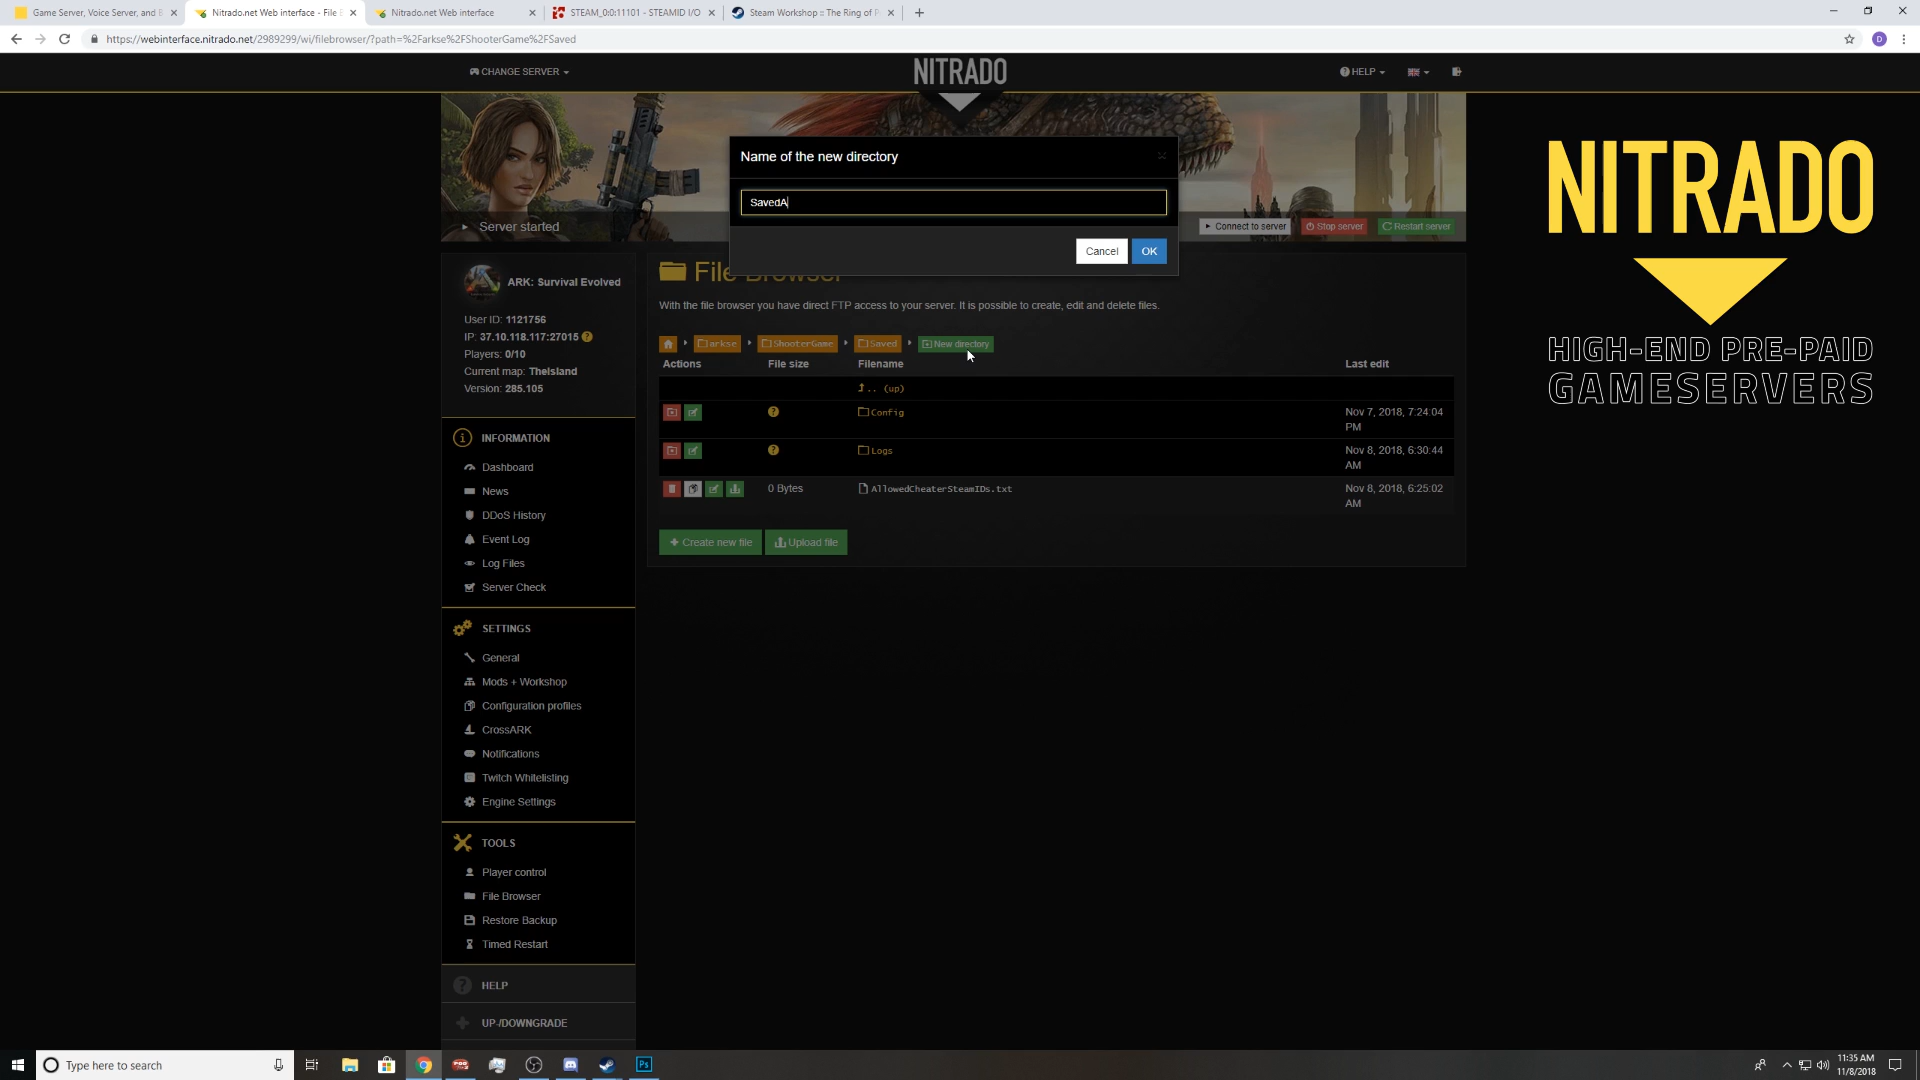 Game Server, Voice Server, and B
Nitrado.net Web interface - File B
Nitrado.net Web interface
STEAM_0:0:11101 - STEAMID I/O
Steam Workshop :: The Ring of P
https://webinterface.nitrado.net/2989299/wi/filebrowser/?path=%2Farkse%2FShooterGame%2FSaved
D
CHANGE SERVER
NITRADO
HELP
Name of the new directory
SavedA
Cancel
OK
Server started
Connect to server
Stop server
Restart server
NITRADO
HIGH-END PRE-PAID
GAMESERVERS
ARK: Survival Evolved
User ID: 1121756
IP: 37.10.118.117:27015
Players: 0/10
Current map: TheIsland
Version: 285.105
File Browser
With the file browser you have direct FTP access to your server. It is possible to create, edit and delete files.
arkse
ShooterGame
Saved
New directory
Actions
File size
Filename
Last edit
.. (up)
Config
Nov 7, 2018, 7:24:04
PM
Logs
Nov 8, 2018, 6:30:44
AM
0 Bytes
AllowedCheaterSteamIDs.txt
Nov 8, 2018, 6:25:02
AM
Create new file
Upload file
INFORMATION
Dashboard
News
DDoS History
Event Log
Log Files
Server Check
SETTINGS
General
Mods + Workshop
Configuration profiles
CrossARK
Notifications
Twitch Whitelisting
Engine Settings
TOOLS
Player control
File Browser
Restore Backup
Timed Restart
HELP
UP-/DOWNGRADE
Type here to search
Ps
11:35 AM
11/8/2018